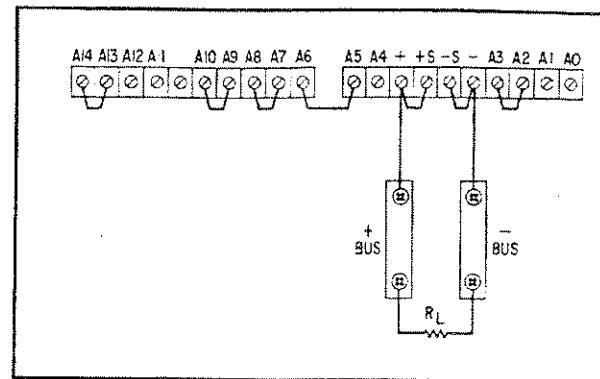 A14 A13 A12 A11 A10 A9 A8 A7 A6 A5 A4 + +S -S - A3 A2 A1 A0
+ BUS
- BUS
RL